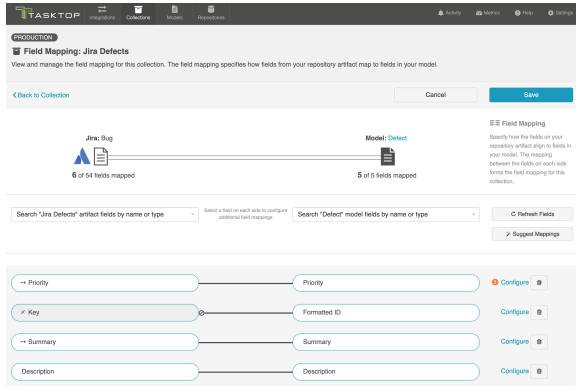 TASKTOP
Integrations
Collections
Models
Repositories
Activity
Metrics
Help
Settings
PRODUCTION
Field Mapping: Jira Defects
View and manage the field mapping for this collection. The field mapping specifies how fields from your repository artifact map to fields in your model.
Back to Collection
Cancel
Save
Jira: Bug
Model: Defect
6 of 54 fields mapped
5 of 5 fields mapped
Field Mapping
Specify how the fields on your
repository artifact align to fields in
your model. The mapping
between the fields on each side
forms the field mapping for this
collection.
Search "Jira Defects" artifact fields by name or type
Select a field on each side to configure
additional field mappings
Search "Defect" model fields by name or type
Refresh Fields
Suggest Mappings
Priority
Priority
Configure
Key
Formatted ID
Configure
Summary
Summary
Configure
Description
Description
Configure